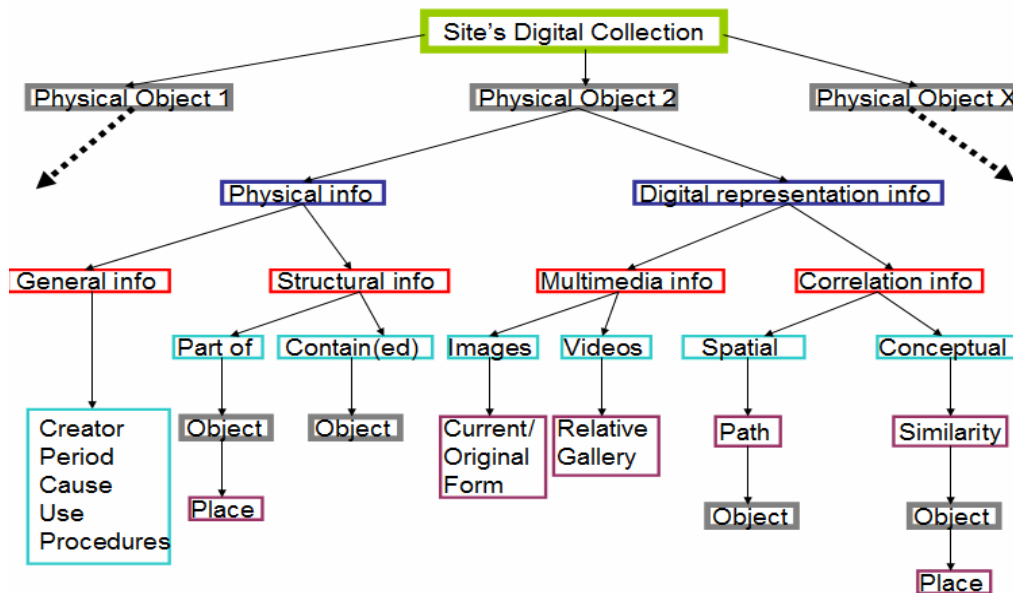 Site's Digital Collection
Physical Object 1
Physical Object 2
Physical Object X
Physical info
Digital representation info
General info
Structural info
Multimedia info
Correlation info
Part of
Contain(ed)
Images
Videos
Spatial
Conceptual
Creator
Period
Cause
Use
Procedures
Object
Object
Current/
Original
Form
Relative
Gallery
Path
Similarity
Place
Object
Object
Place